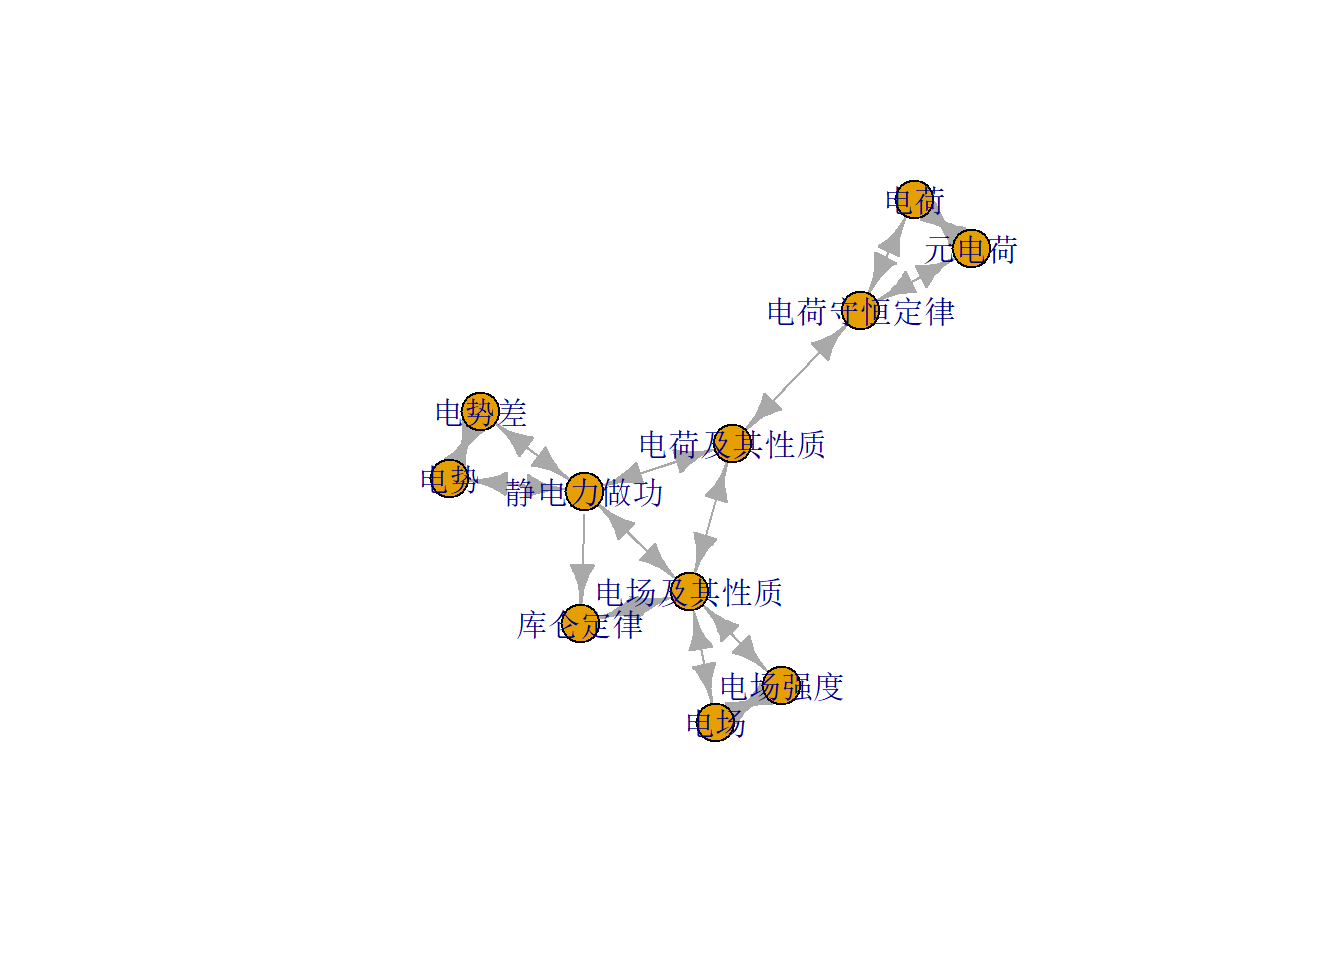 电荷
元电荷
电荷守恒定律
电势差
电荷及其性质
电势
静电力做功
电场及其性质
库仑定律
电场强度
电场